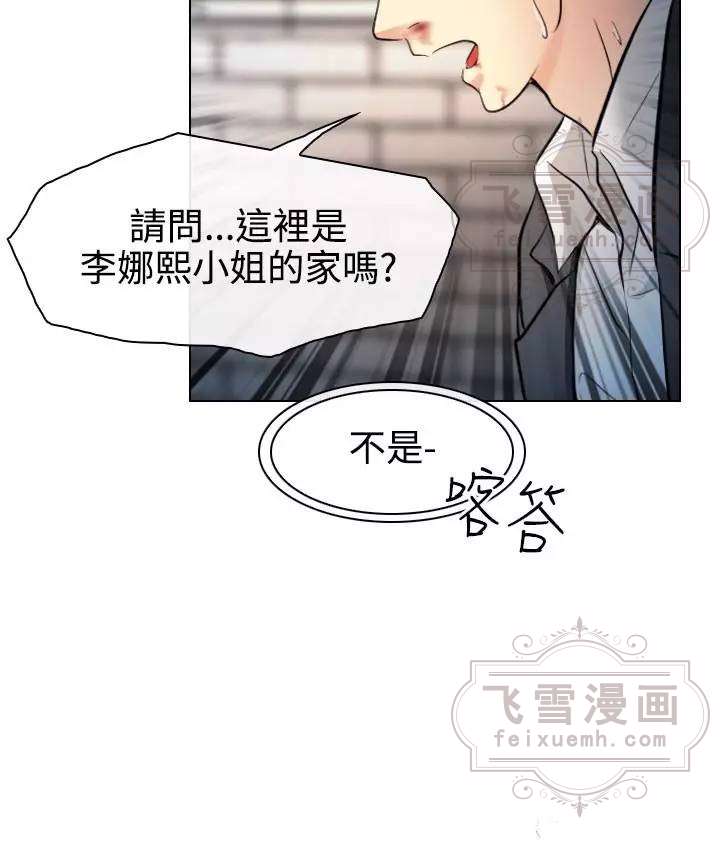 飞雪漫画
feixuemh.com
請問...這裡是
李娜熙小姐的家嗎?
不是-
喀答
飞雪漫画
feixuemh.com